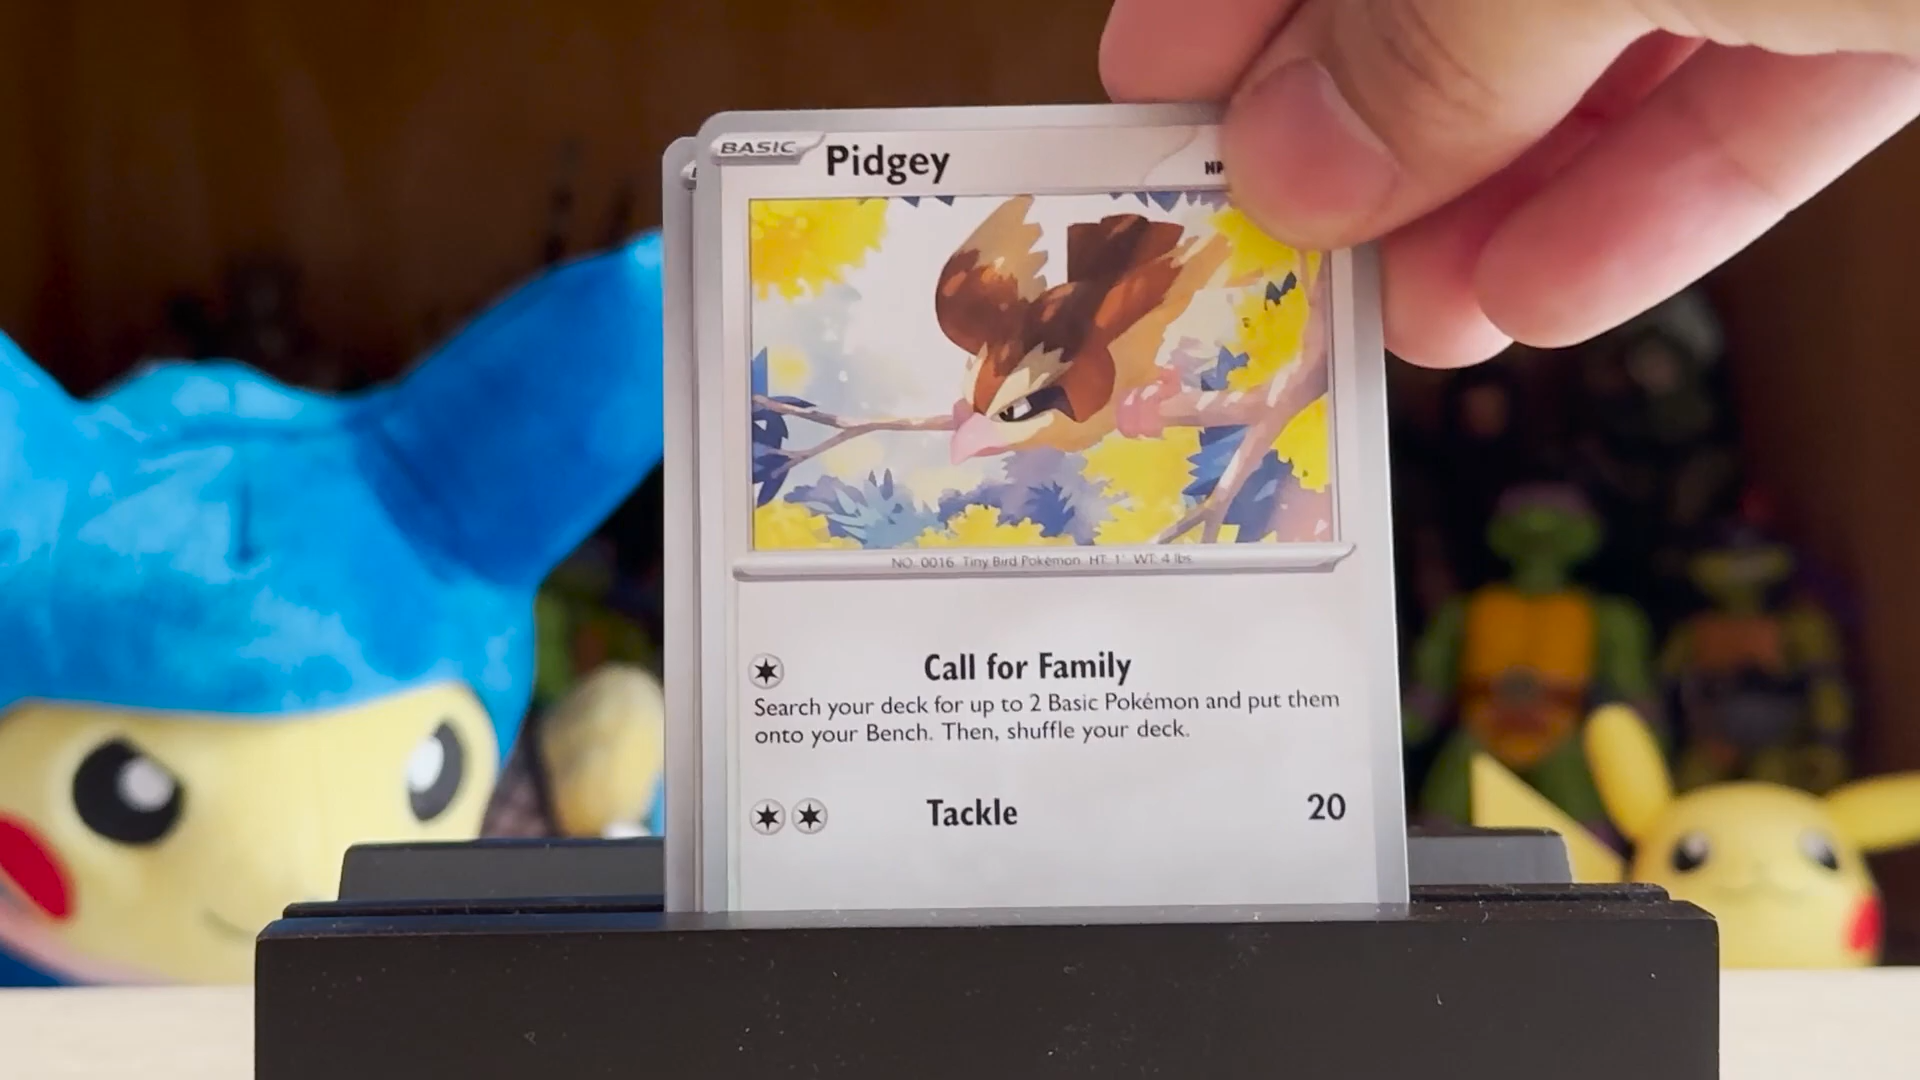 BASIC
Pidgey
HP
NO. 0016 Tiny Bird Pokémon HT: 1' WT: 4 lbs.
Call for Family
Search your deck for up to 2 Basic Pokémon and put them
onto your Bench. Then, shuffle your deck.
Tackle 20